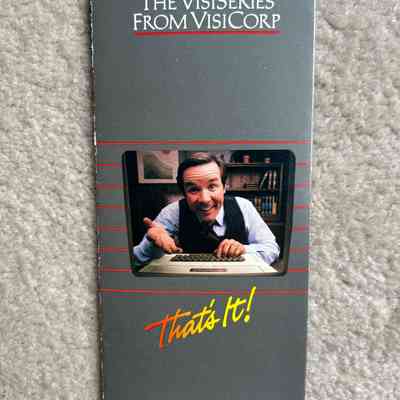 THE VISISERIES
FROM VISICORP
That's It!